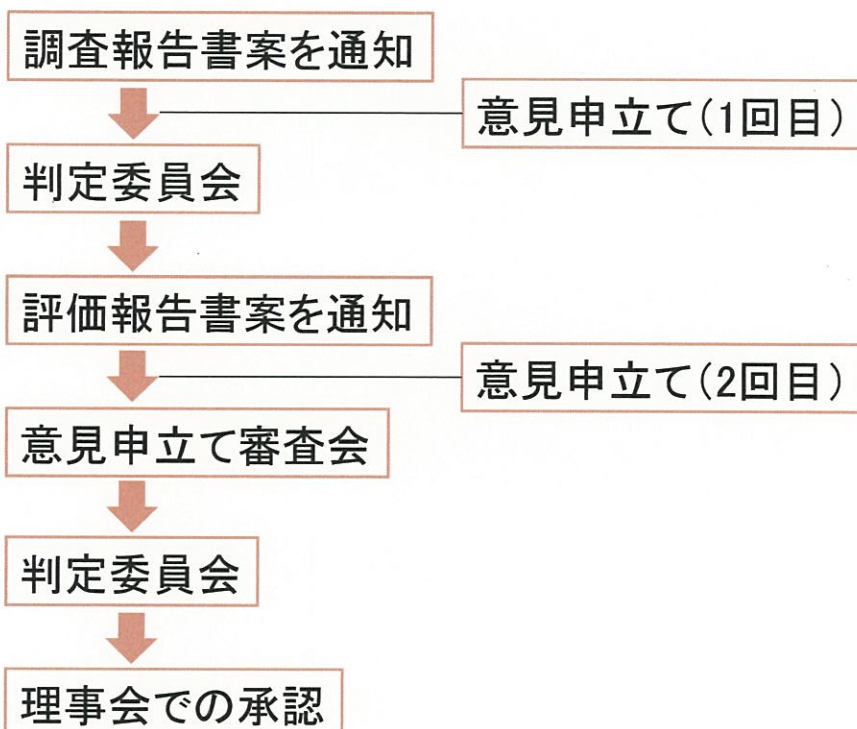 調査報告書案を通知
意見申立て(1回目)
判定委員会
評価報告書案を通知
意見申立て(2回目)
意見申立て審査会
判定委員会
理事会での承認